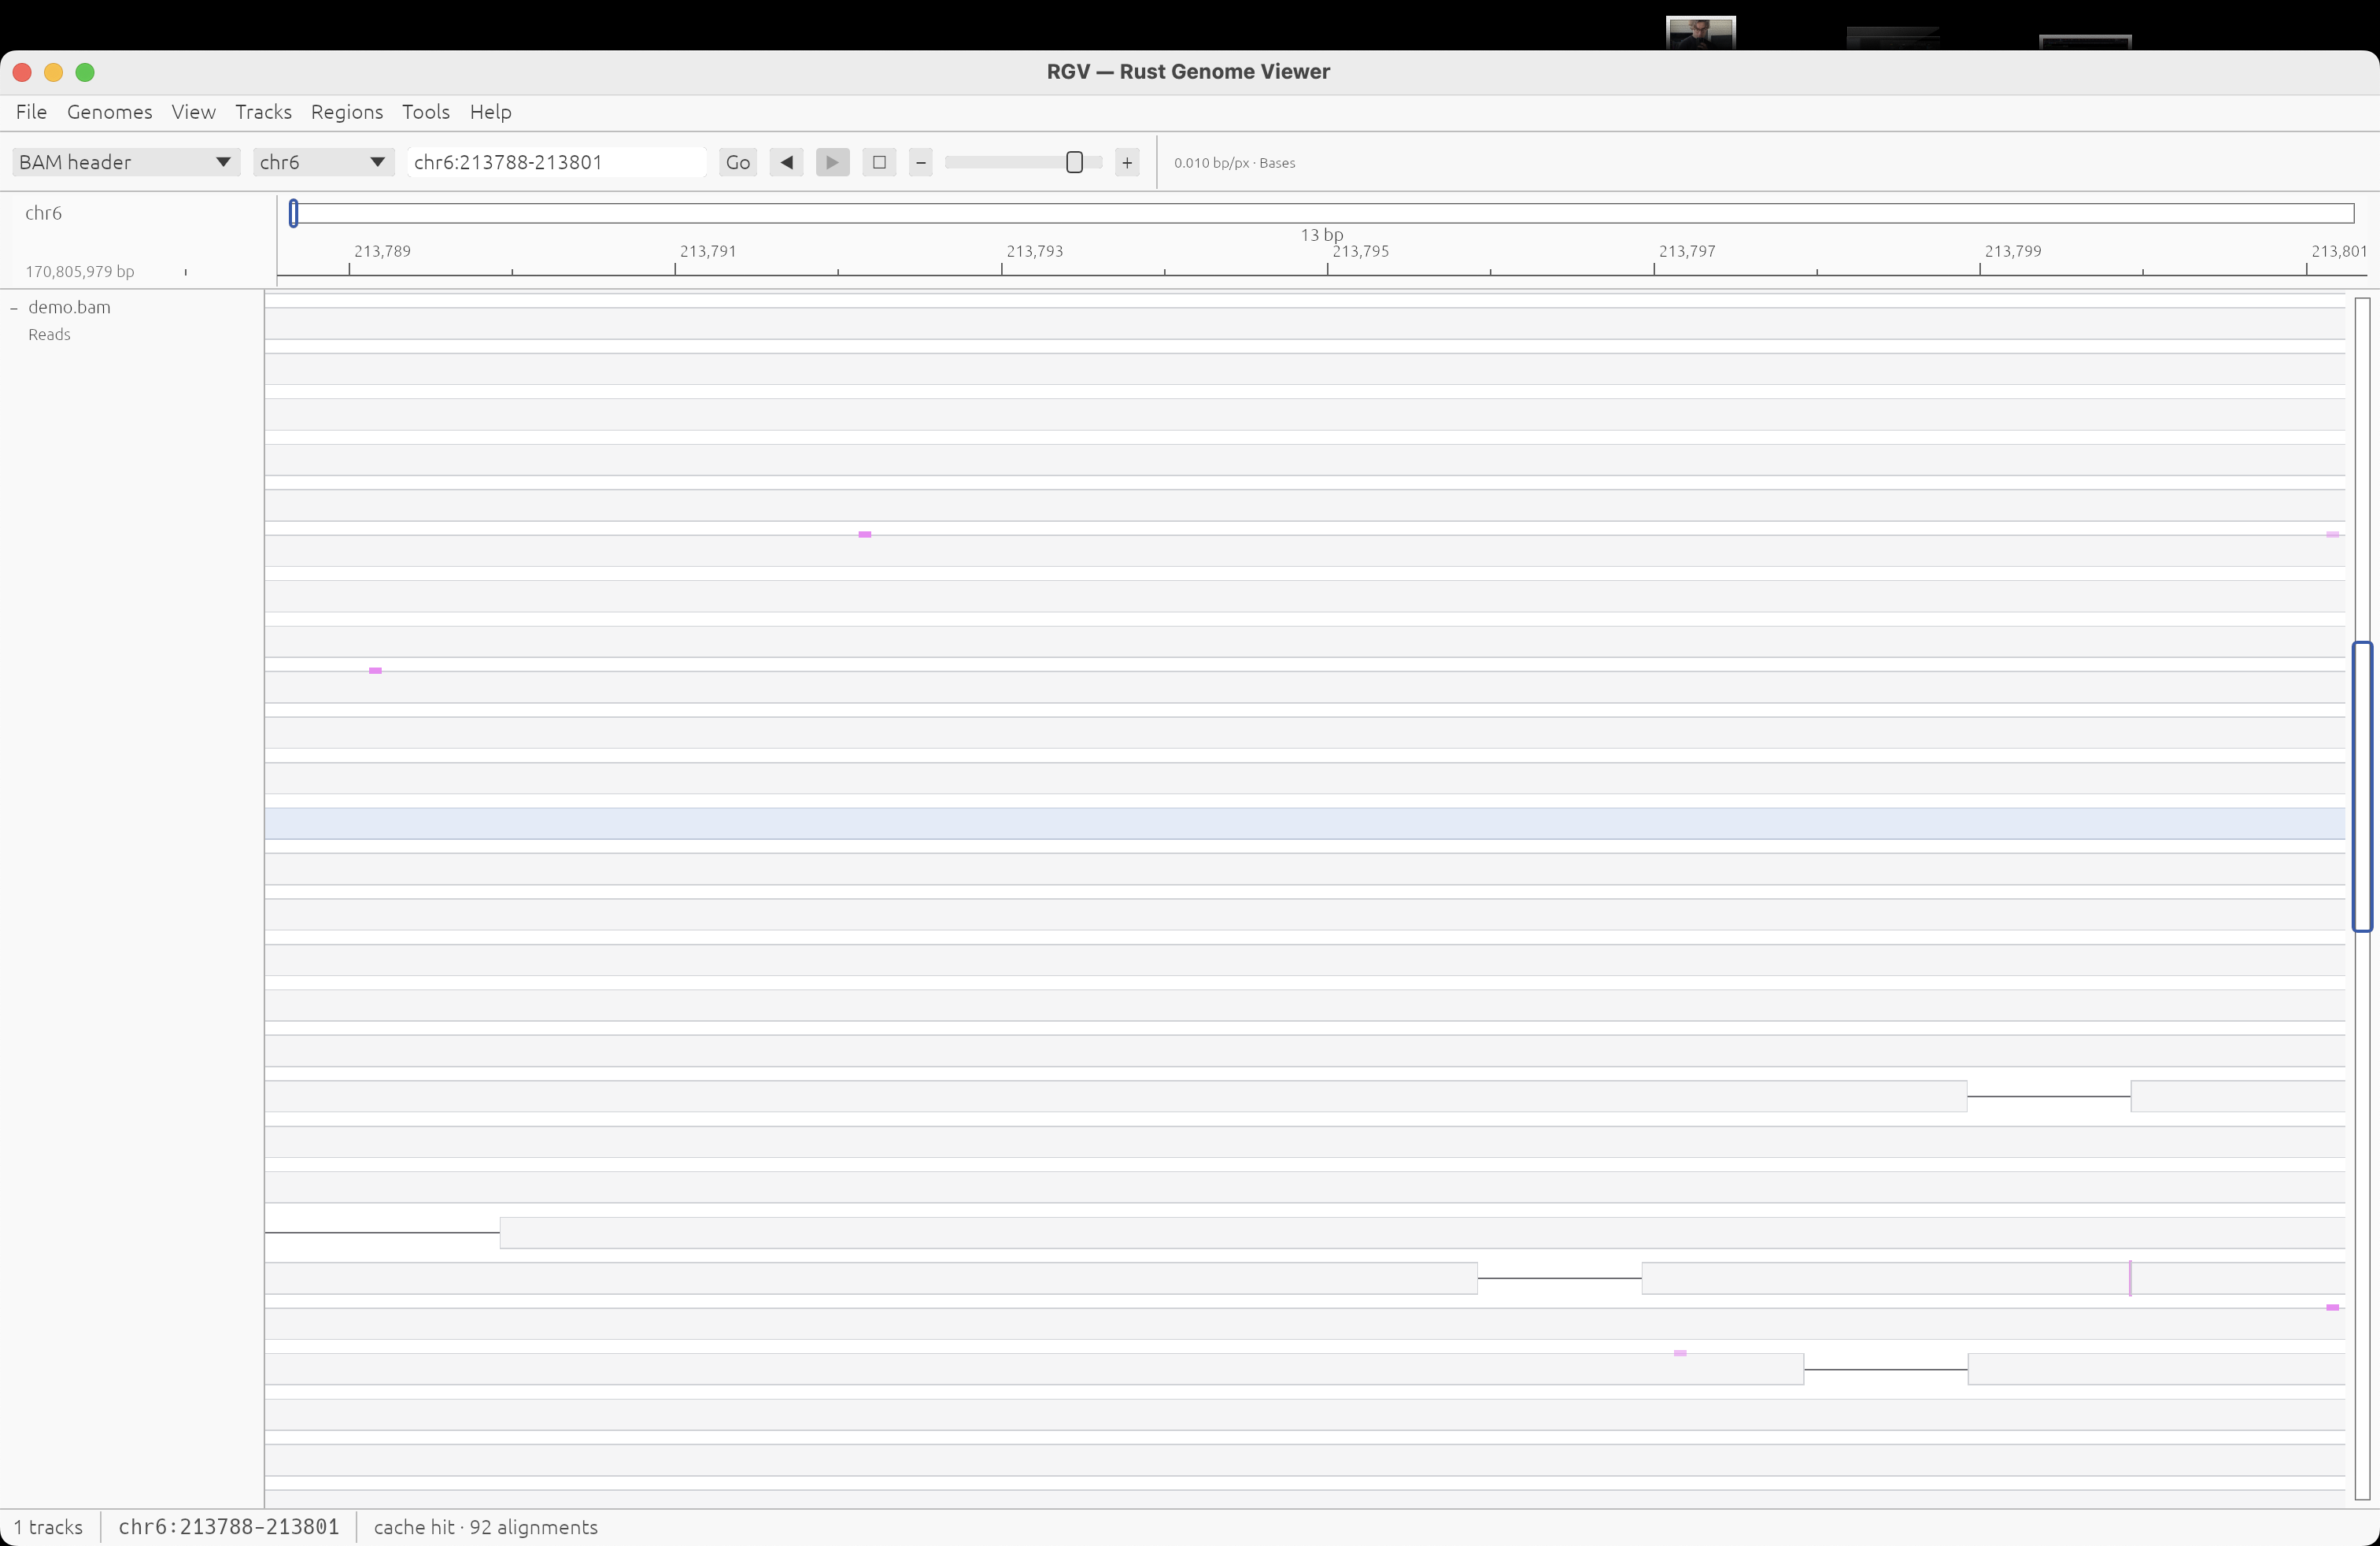 RGV — Rust Genome Viewer
File Genomes View Tracks Regions Tools Help
BAM header chr6 chr6:213788-213801 Go − + 0.010 bp/px · Bases
chr6
13 bp
213,789 213,791 213,793 213,795 213,797 213,799 213,801
170,805,979 bp
– demo.bam
Reads
1 tracks chr6:213788-213801 cache hit · 92 alignments